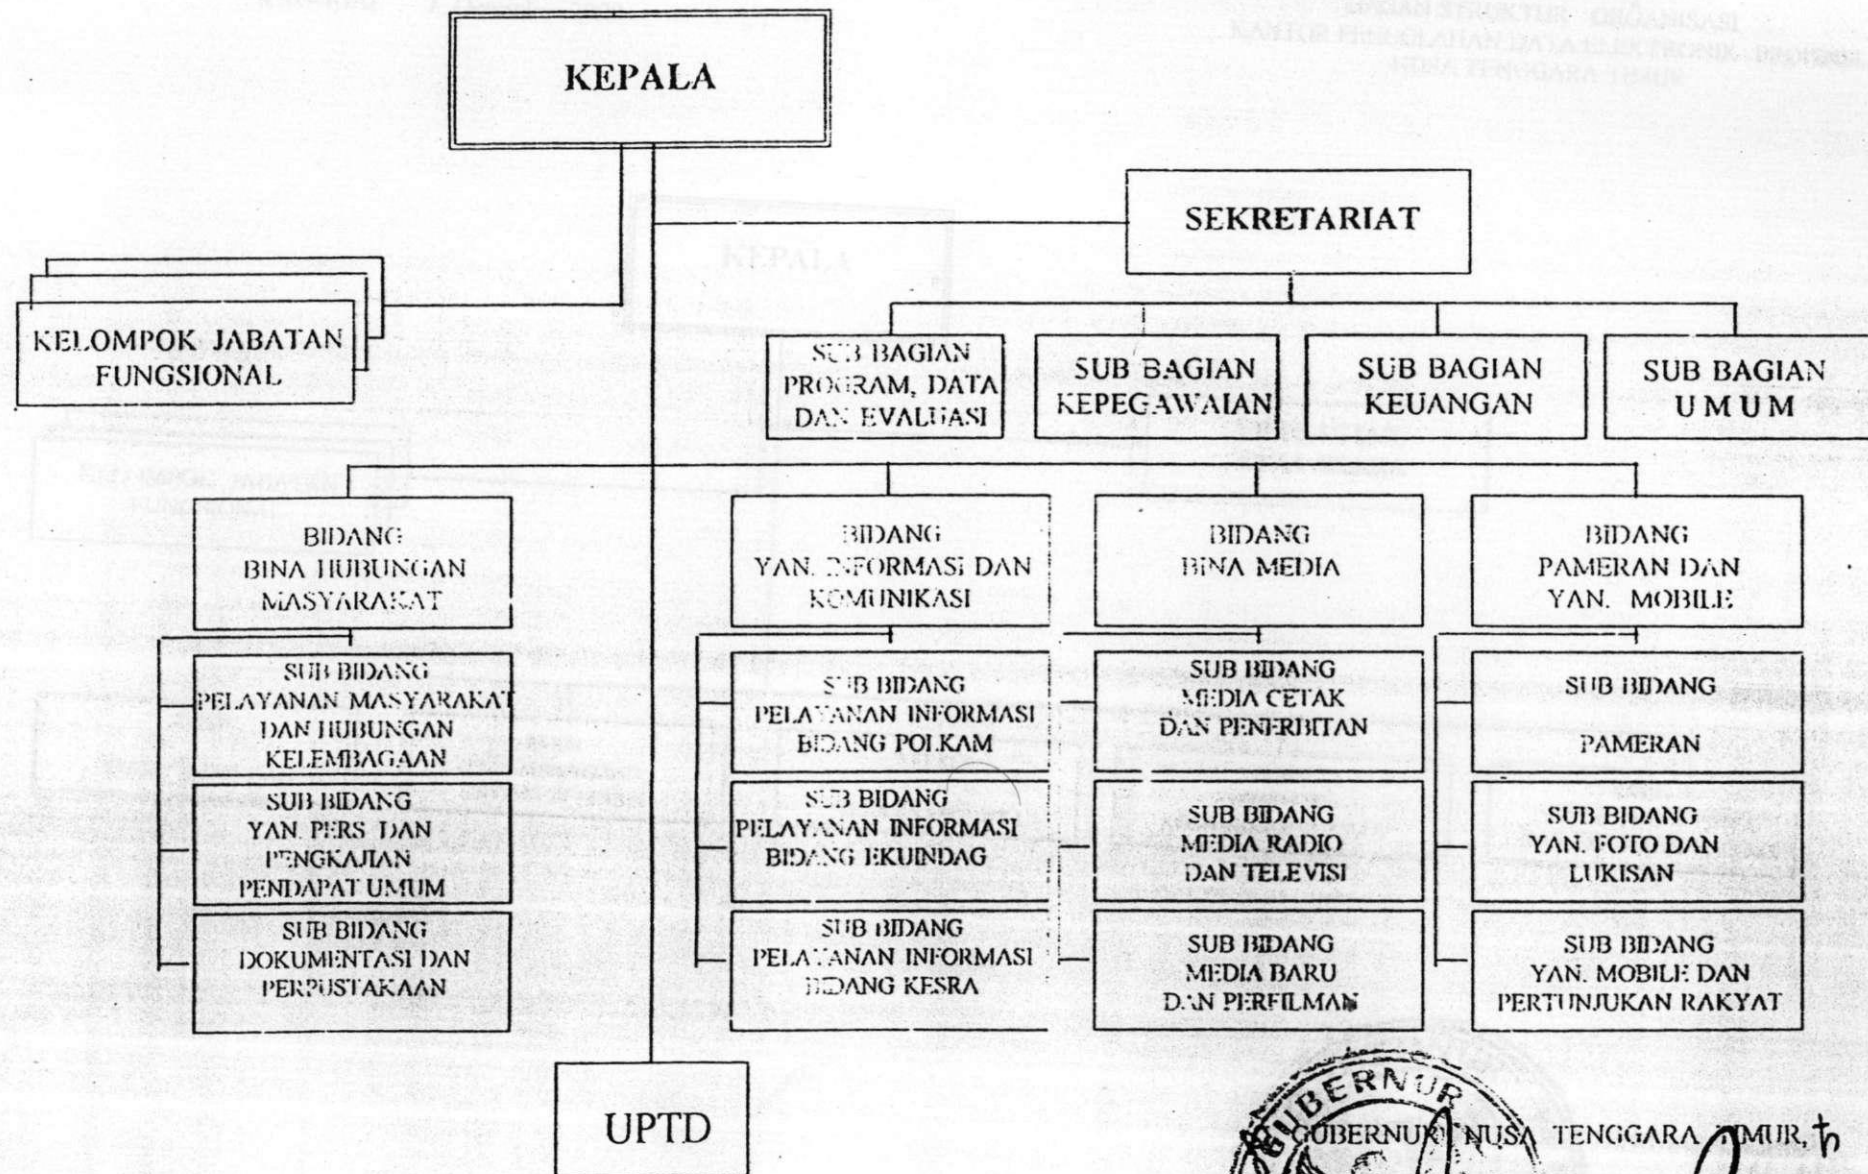 KEPALA
SEKRETARIAT
KELOMPOK JABATAN
FUNGSIONAL
SUB BAGIAN
PROGRAM, DATA
DAN EVALUASI
SUB BAGIAN
KEPEGAWAIAN
SUB BAGIAN
KEUANGAN
SUB BAGIAN
U M U M
BIDANG
BINA HUBUNGAN
MASYARAKAT
BIDANG
YAN. INFORMASI DAN
KOMUNIKASI
BIDANG
BINA MEDIA
BIDANG
PAMERAN DAN
YAN. MOBILE
SUB BIDANG
PELAYANAN MASYARAKAT
DAN HUBUNGAN
KELEMBAGAAN
SUB BIDANG
YAN. PERS DAN
PENGKAJIAN
PENDAPAT UMUM
SUB BIDANG
DOKUMENTASI DAN
PERPUSTAKAAN
SUB BIDANG
PELAYANAN INFORMASI
BIDANG POLKAM
SUB BIDANG
PELAYANAN INFORMASI
BIDANG EKUINDAG
SUB BIDANG
PELAYANAN INFORMASI
BIDANG KESRA
SUB BIDANG
MEDIA CETAK
DAN PENERBITAN
SUB BIDANG
MEDIA RADIO
DAN TELEVISI
SUB BIDANG
MEDIA BARU
DAN PERFILMAN
SUB BIDANG
PAMERAN
SUB BIDANG
YAN. FOTO DAN
LUKISAN
SUB BIDANG
YAN. MOBILE DAN
PERTUNJUKAN RAKYAT
UPTD
GUBERNUR
GUBERNUR NUSA TENGGARA TIMUR,